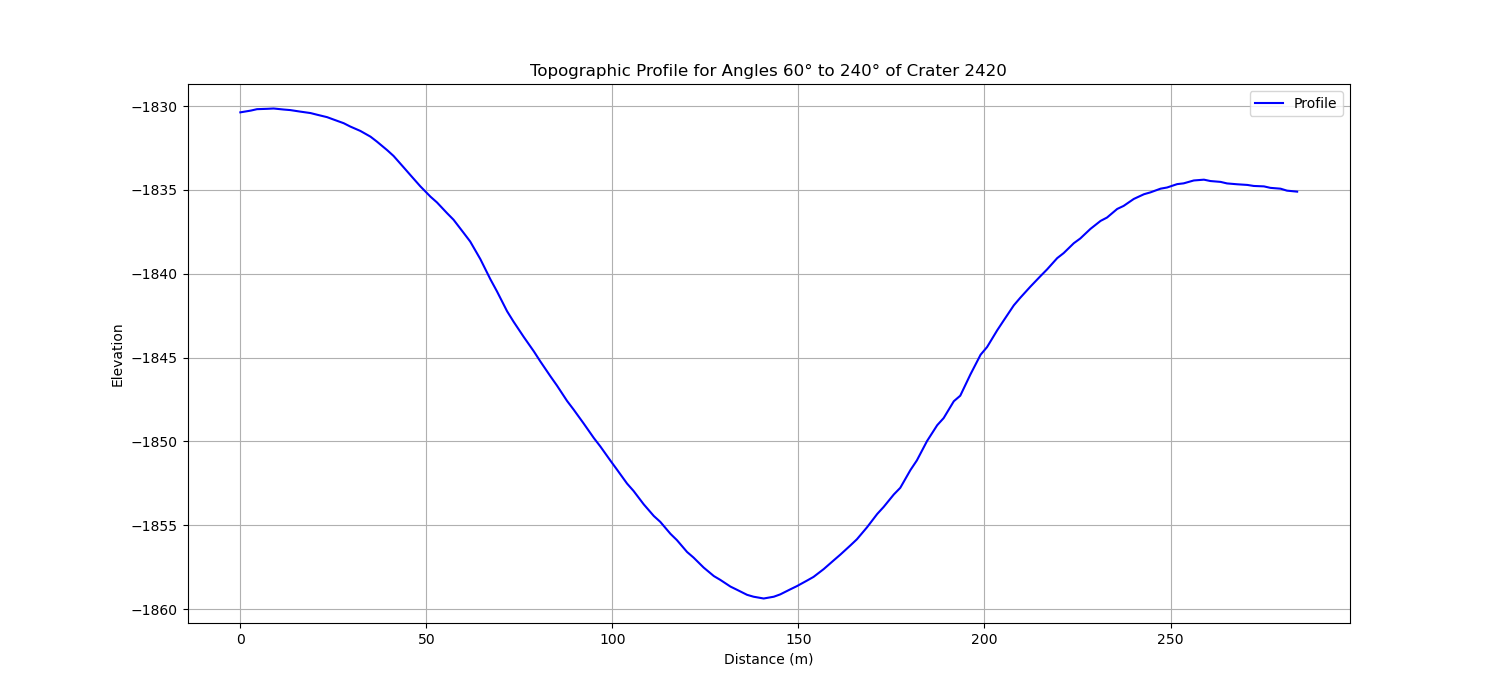 Topographic Profile for Angles 60° to 240° of Crater 2420
Profile
−1830
−1835
−1840
−1845
−1850
−1855
−1860
Elevation
0 50 100 150 200 250
Distance (m)